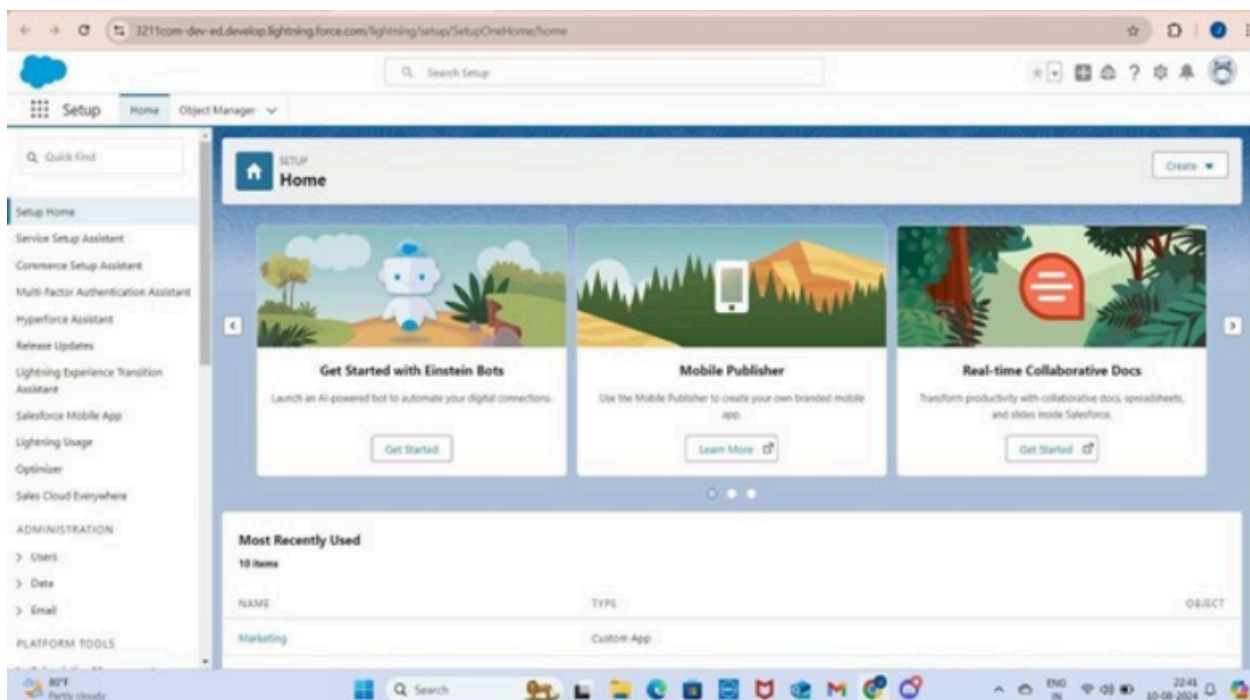 3211com-dev-ed.develop.lightning.force.com/lightning/setup/SetupOneHome/home
J
Search Setup
Setup Home Object Manager
Quick Find
SETUP
Home
Create
Setup Home
Service Setup Assistant
Commerce Setup Assistant
Multi-Factor Authentication Assistant
Hyperforce Assistant
Release Updates
Lightning Experience Transition
Assistant
Salesforce Mobile App
Lightning Usage
Optimizer
Sales Cloud Everywhere
ADMINISTRATION
Users
Data
Email
PLATFORM TOOLS
Get Started with Einstein Bots
Launch an AI-powered bot to automate your digital connections.
Get Started
Mobile Publisher
Use the Mobile Publisher to create your own branded mobile
app.
Learn More
Real-time Collaborative Docs
Transform productivity with collaborative docs, spreadsheets,
and slides inside Salesforce.
Get Started
Most Recently Used
10 items
NAME TYPE OBJECT
Marketing Custom App
80°F
Partly cloudy
Search
ENG
IN
22:41
10-08-2024